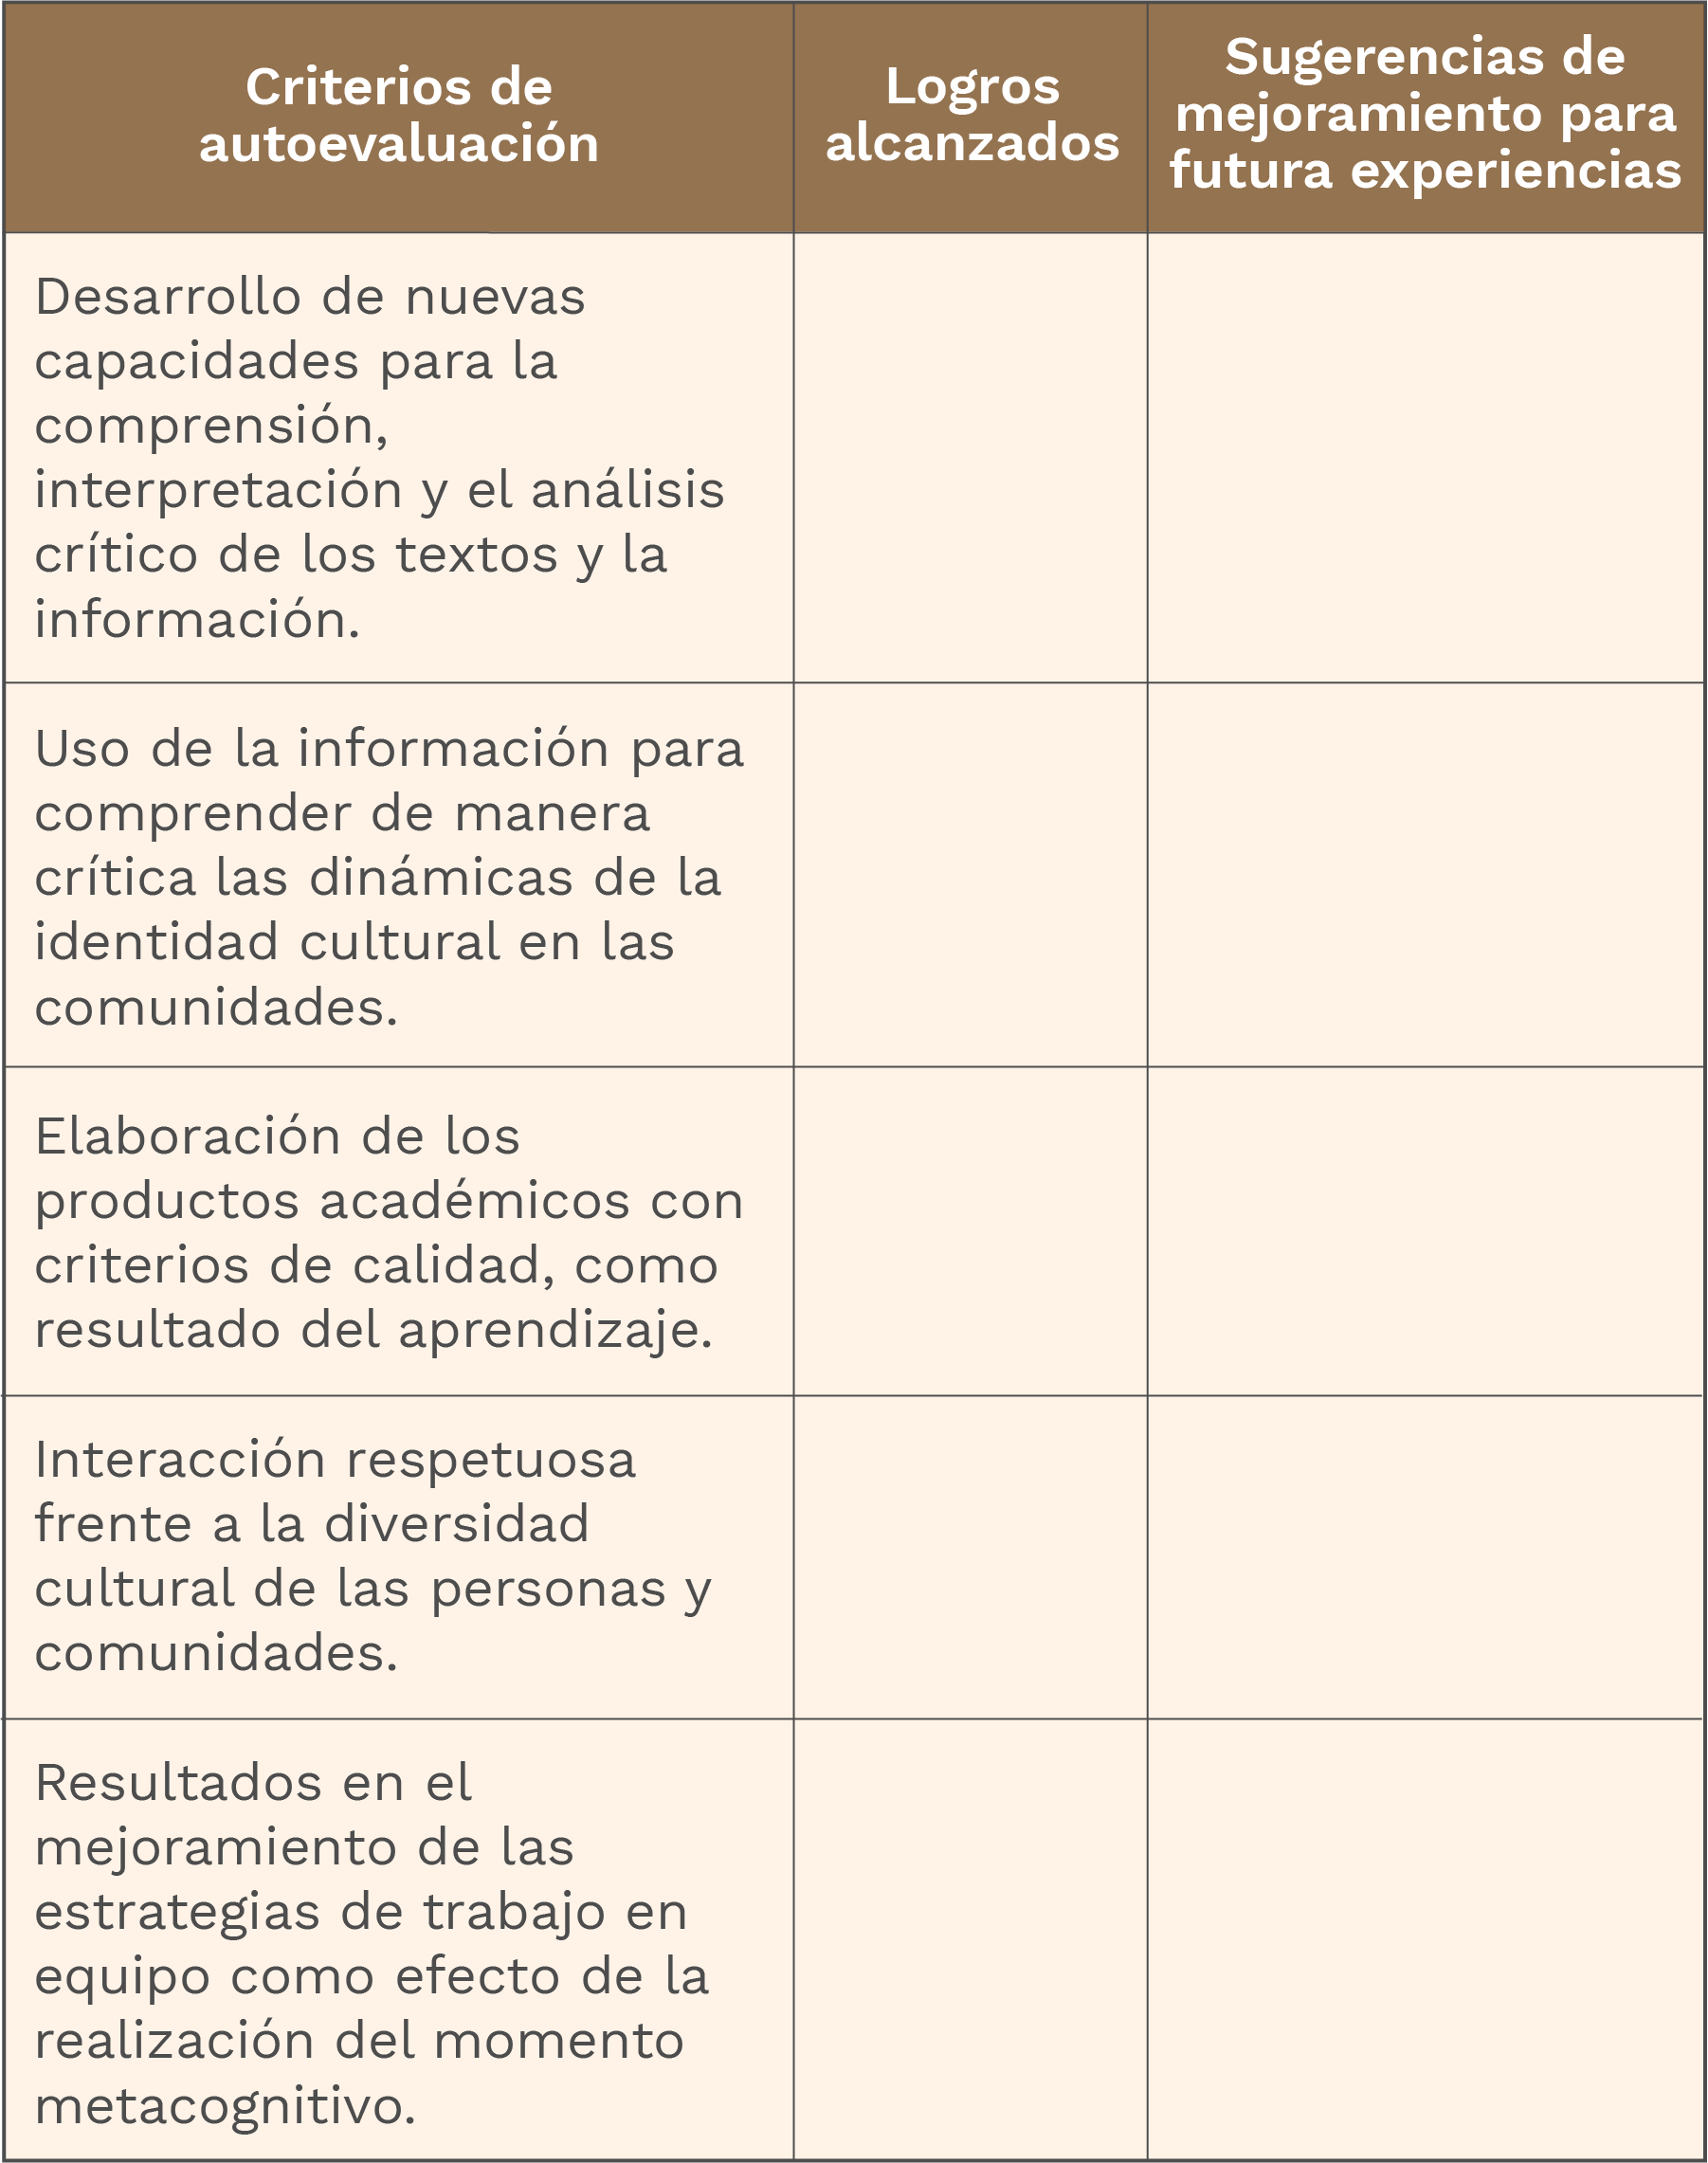 Criterios de
autoevaluación
Logros
alcanzados
Sugerencias de
mejoramiento para
futura experiencias
Desarrollo de nuevas
capacidades para la
comprensión,
interpretación y el análisis
crítico de los textos y la
información.
Uso de la información para
comprender de manera
crítica las dinámicas de la
identidad cultural en las
comunidades.
Elaboración de los
productos académicos con
criterios de calidad, como
resultado del aprendizaje.
Interacción respetuosa
frente a la diversidad
cultural de las personas y
comunidades.
Resultados en el
mejoramiento de las
estrategias de trabajo en
equipo como efecto de la
realización del momento
metacognitivo.